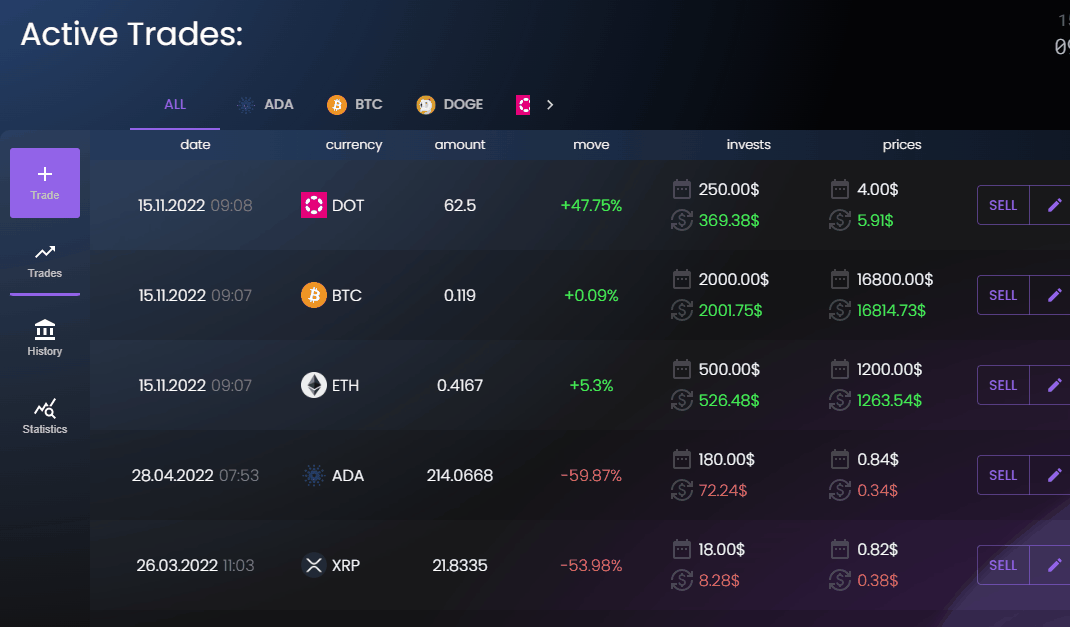 Active Trades:
ALL ADA BTC DOGE
date currency amount move invests prices
Trade
Trades
History
Statistics
15.11.2022 09:08 DOT 62.5 +47.75% 250.00$ 4.00$ SELL
369.38$ 5.91$
15.11.2022 09:07 BTC 0.119 +0.09% 2000.00$ 16800.00$ SELL
2001.75$ 16814.73$
15.11.2022 09:07 ETH 0.4167 +5.3% 500.00$ 1200.00$ SELL
526.48$ 1263.54$
28.04.2022 07:53 ADA 214.0668 -59.87% 180.00$ 0.84$ SELL
72.24$ 0.34$
26.03.2022 11:03 XRP 21.8335 -53.98% 18.00$ 0.82$ SELL
8.28$ 0.38$